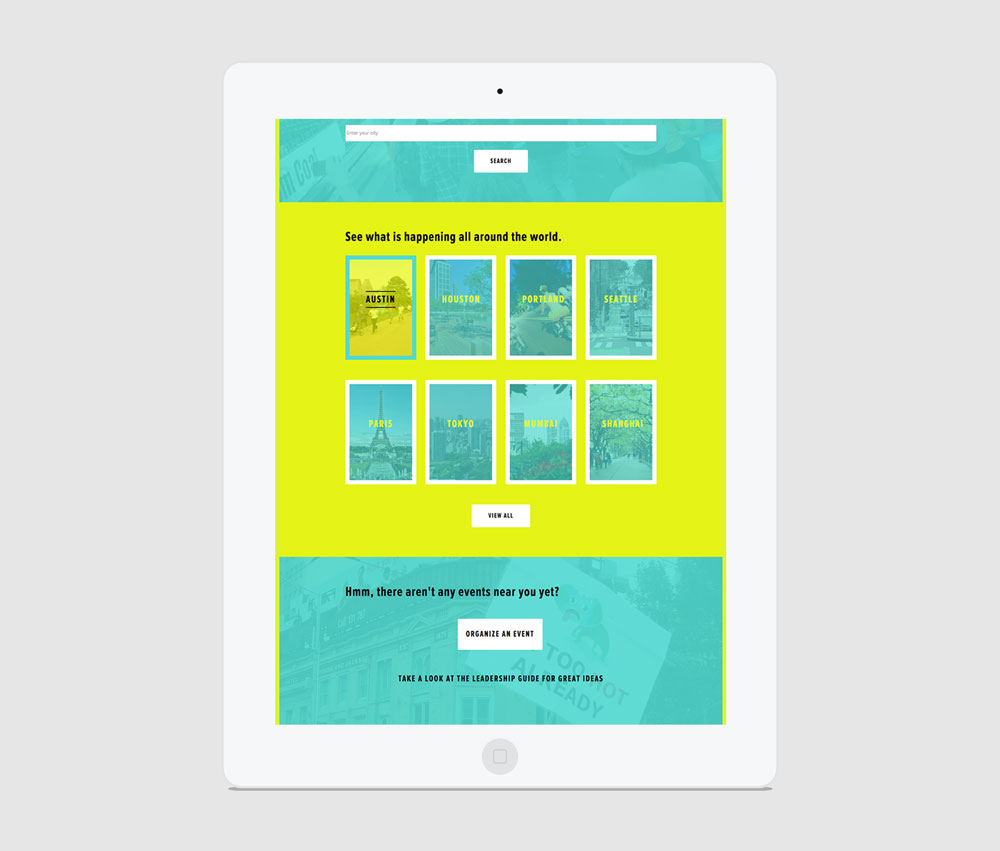 Enter your city
SEARCH
See what is happening all around the world.
AUSTIN
HOUSTON
PORTLAND
SEATTLE
PARIS
TOKYO
MUMBAI
SHANGHAI
VIEW ALL
Hmm, there aren't any events near you yet?
ORGANIZE AN EVENT
TOO HOT
ALREADY
TAKE A LOOK AT THE LEADERSHIP GUIDE FOR GREAT IDEAS